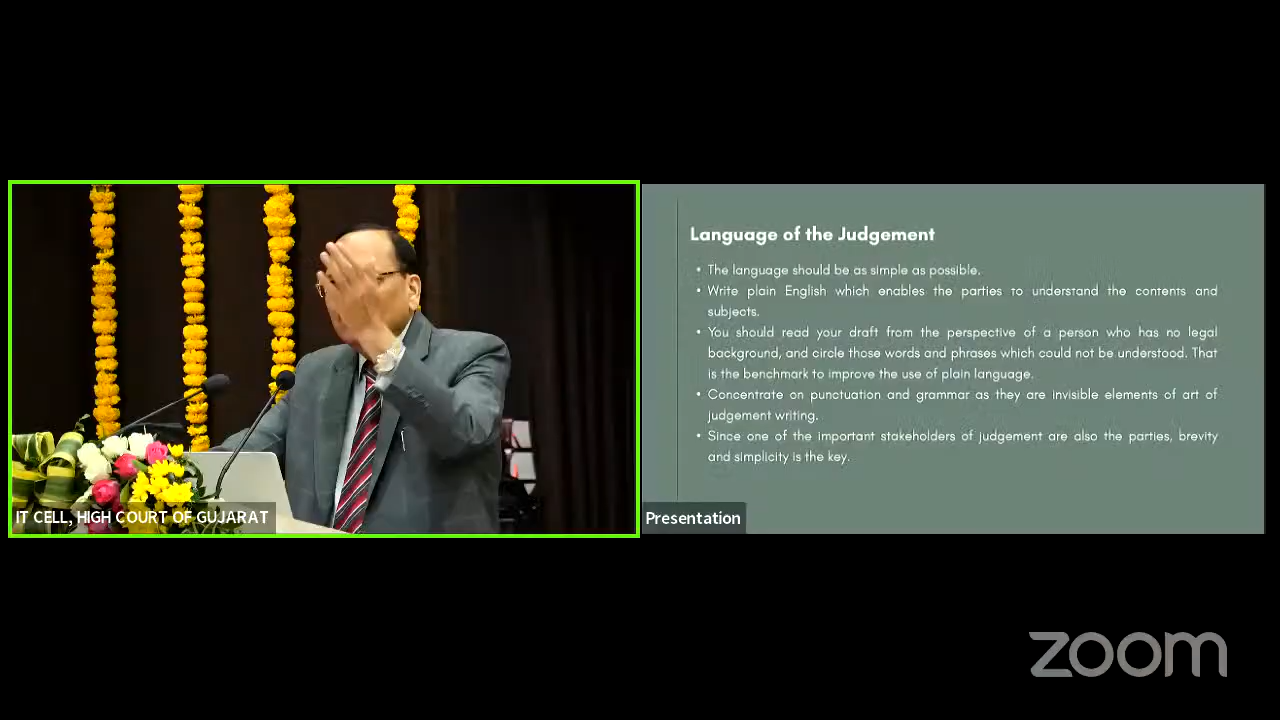 IT CELL, HIGH COURT OF GUJARAT
Language of the Judgement
• The language should be as simple as possible.
• Write plain English which enables the parties to understand the contents and
subjects.
• You should read your draft from the perspective of a person who has no legal
background, and circle those words and phrases which could not be understood. That
is the benchmark to improve the use of plain language.
• Concentrate on punctuation and grammar as they are invisible elements of art of
judgement writing.
• Since one of the important stakeholders of judgement are also the parties, brevity
and simplicity is the key.
Presentation
zoom